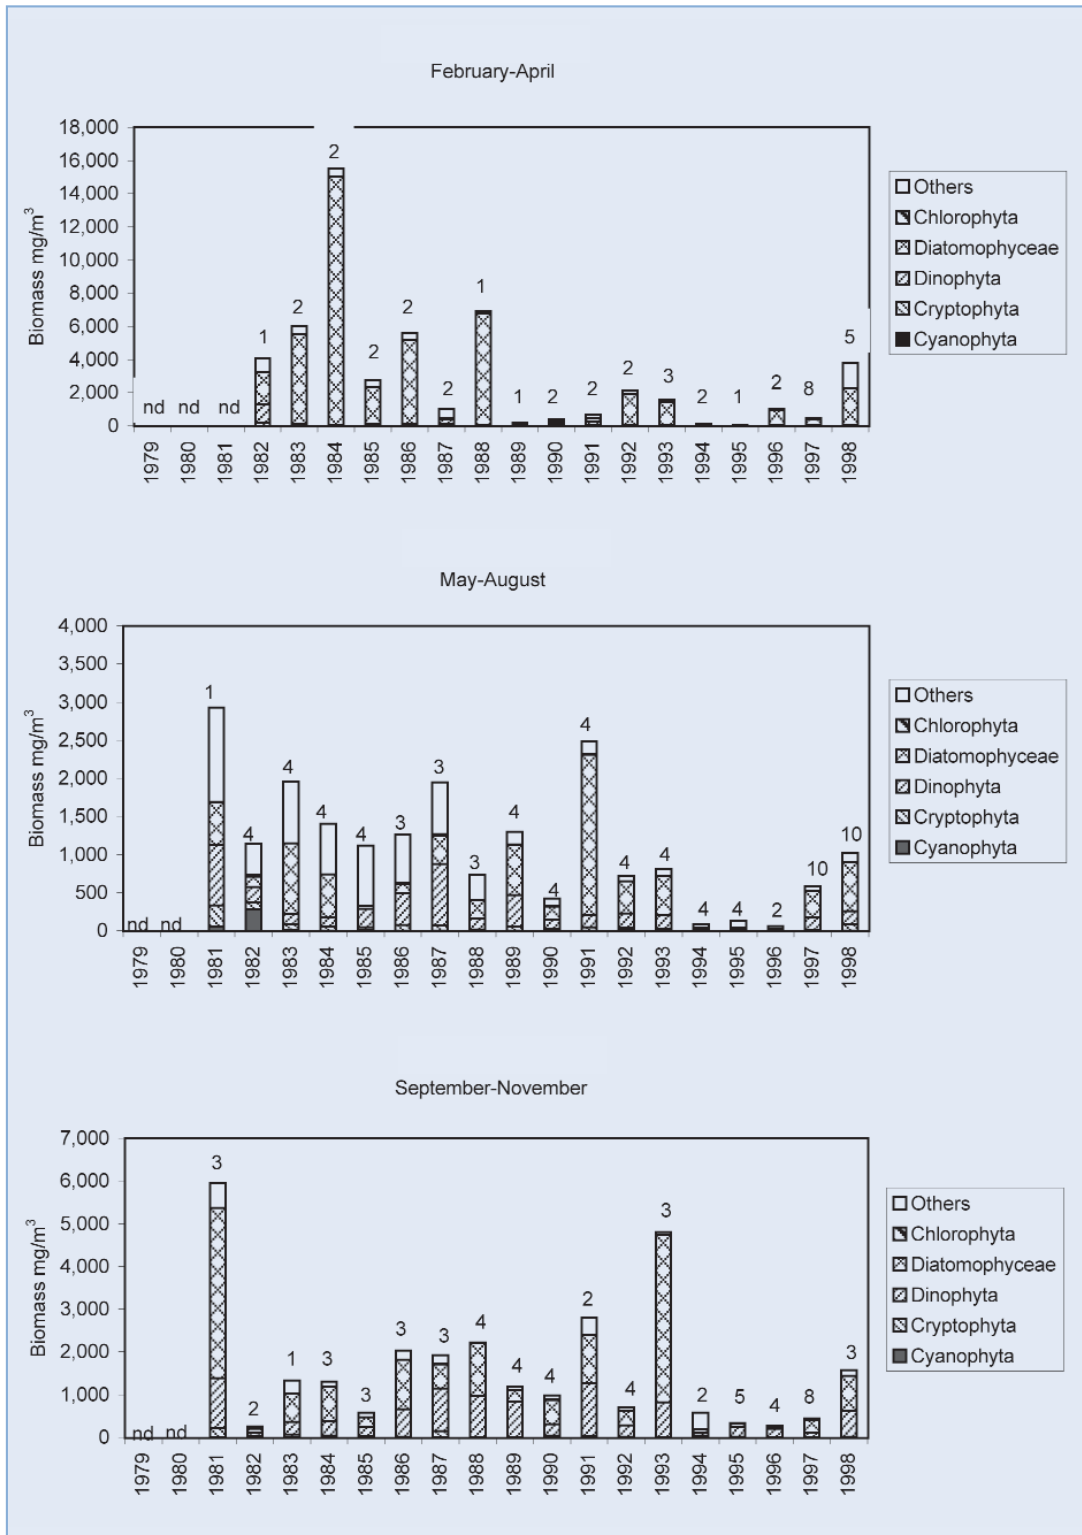 February-April
Biomass mg/m³
18,000
16,000
14,000
12,000
10,000
8,000
6,000
4,000
2,000
0
nd nd nd 1 2 2 2 2 2 1 1 2 2 2 3 2 1 2 8 5
1979 1980 1981 1982 1983 1984 1985 1986 1987 1988 1989 1990 1991 1992 1993 1994 1995 1996 1997 1998
Others
Chlorophyta
Diatomophyceae
Dinophyta
Cryptophyta
Cyanophyta
May-August
Biomass mg/m³
4,000
3,500
3,000
2,500
2,000
1,500
1,000
500
0
nd nd 1 4 4 4 4 3 3 3 4 4 4 4 4 4 4 2 10 10
1979 1980 1981 1982 1983 1984 1985 1986 1987 1988 1989 1990 1991 1992 1993 1994 1995 1996 1997 1998
Others
Chlorophyta
Diatomophyceae
Dinophyta
Cryptophyta
Cyanophyta
September-November
Biomass mg/m³
7,000
6,000
5,000
4,000
3,000
2,000
1,000
0
nd nd 3 2 1 3 3 3 3 4 4 4 2 4 3 2 5 4 8 3
1979 1980 1981 1982 1983 1984 1985 1986 1987 1988 1989 1990 1991 1992 1993 1994 1995 1996 1997 1998
Others
Chlorophyta
Diatomophyceae
Dinophyta
Cryptophyta
Cyanophyta